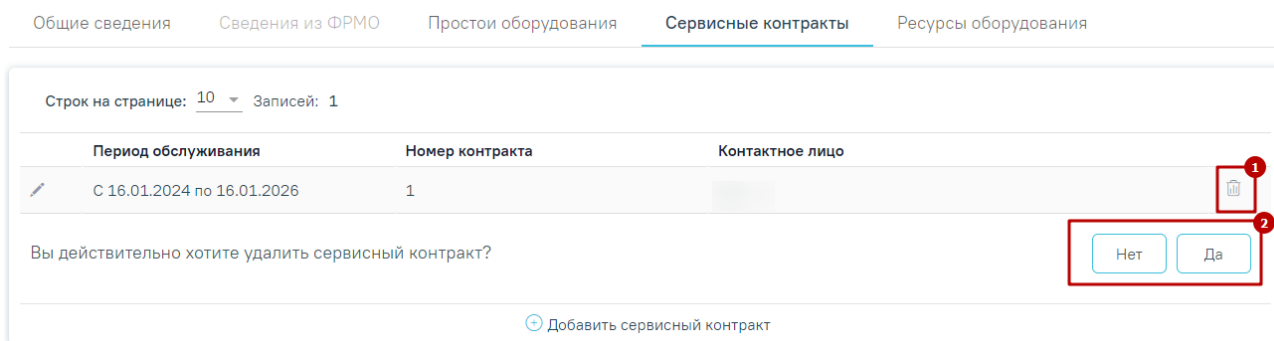 Общие сведения Сведения из ФРМО Простои оборудования Сервисные контракты Ресурсы оборудования
Строк на странице: 10 Записей: 1
Период обслуживания Номер контракта Контактное лицо
1
С 16.01.2024 по 16.01.2026 1
2
Вы действительно хотите удалить сервисный контракт? Нет Да
Добавить сервисный контракт